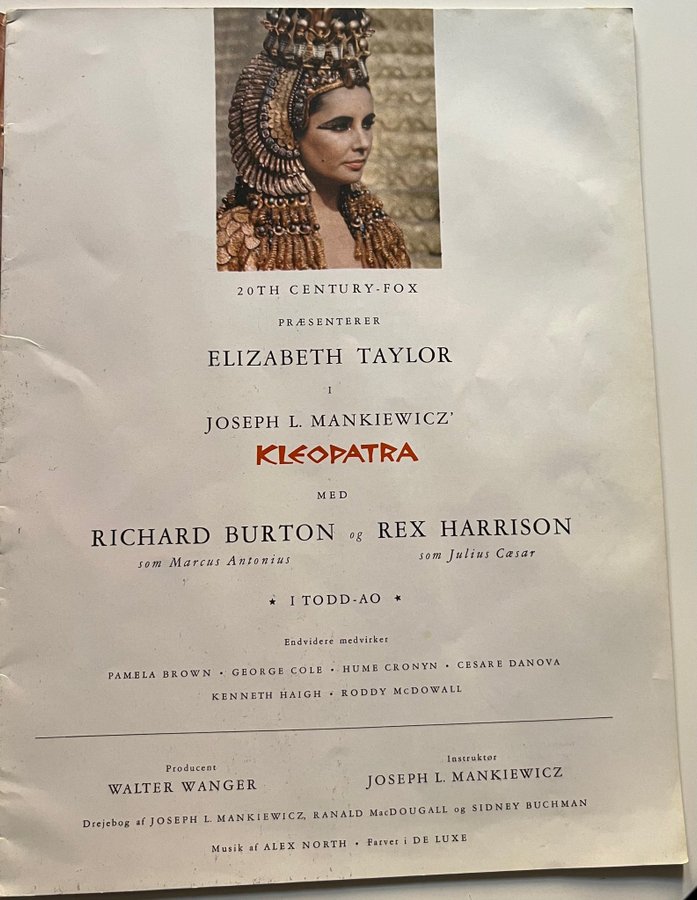 20TH CENTURY-FOX
PRÆSENTERER
ELIZABETH TAYLOR
I
JOSEPH L. MANKIEWICZ'
KLEOPATRA
MED
RICHARD BURTON og REX HARRISON
som Marcus Antonius som Julius Cæsar
★ I TODD-AO ★
Endvidere medvirker
PAMELA BROWN • GEORGE COLE • HUME CRONYN • CESARE DANOVA
KENNETH HAIGH • RODDY McDOWALL
Producent Instruktør
WALTER WANGER JOSEPH L. MANKIEWICZ
Drejebog af JOSEPH L. MANKIEWICZ, RANALD MacDOUGALL og SIDNEY BUCHMAN
Musik af ALEX NORTH • Farver i DE LUXE